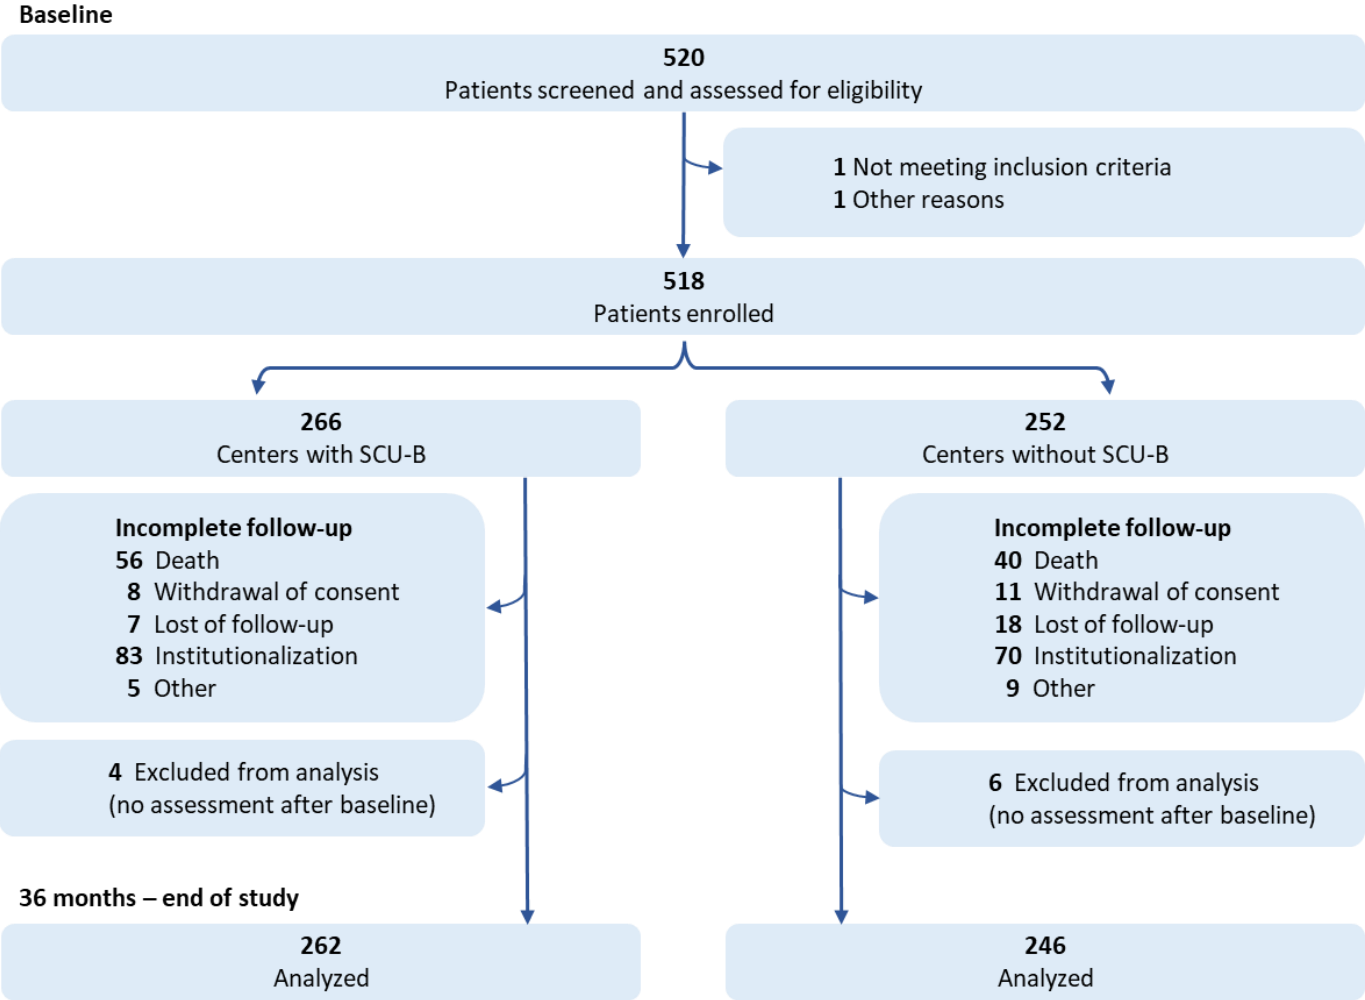 Baseline
520
Patients screened and assessed for eligibility
1 Not meeting inclusion criteria
1 Other reasons
518
Patients enrolled
266
Centers with SCU-B
252
Centers without SCU-B
Incomplete follow-up
56 Death
8 Withdrawal of consent
7 Lost of follow-up
83 Institutionalization
5 Other
Incomplete follow-up
40 Death
11 Withdrawal of consent
18 Lost of follow-up
70 Institutionalization
9 Other
4 Excluded from analysis
(no assessment after baseline)
6 Excluded from analysis
(no assessment after baseline)
36 months – end of study
262
Analyzed
246
Analyzed